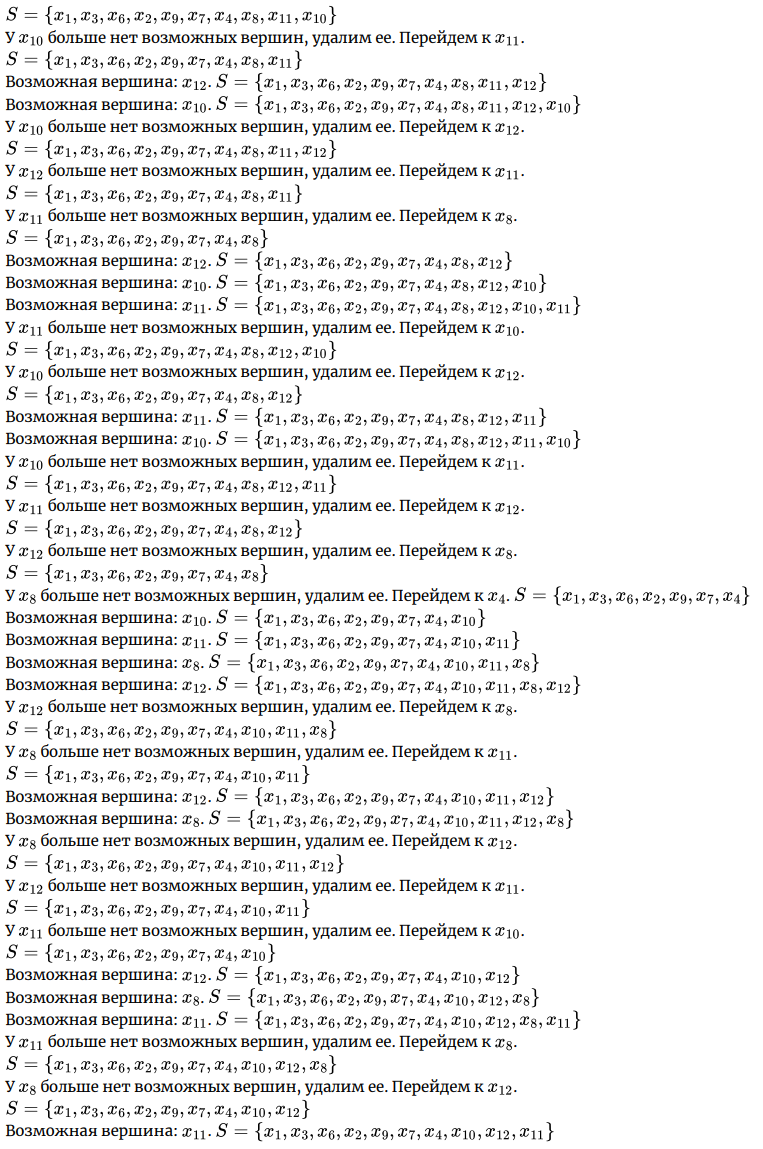 S = {x₁, x₃, x₆, x₂, x₉, x₇, x₄, x₈, x₁₁, x₁₀}
У x₁₀ больше нет возможных вершин, удалим ее. Перейдем к x₁₁.
S = {x₁, x₃, x₆, x₂, x₉, x₇, x₄, x₈, x₁₁}
Возможная вершина: x₁₂. S = {x₁, x₃, x₆, x₂, x₉, x₇, x₄, x₈, x₁₁, x₁₂}
Возможная вершина: x₁₀. S = {x₁, x₃, x₆, x₂, x₉, x₇, x₄, x₈, x₁₁, x₁₂, x₁₀}
У x₁₀ больше нет возможных вершин, удалим ее. Перейдем к x₁₂.
S = {x₁, x₃, x₆, x₂, x₉, x₇, x₄, x₈, x₁₁, x₁₂}
У x₁₂ больше нет возможных вершин, удалим ее. Перейдем к x₁₁.
S = {x₁, x₃, x₆, x₂, x₉, x₇, x₄, x₈, x₁₁}
У x₁₁ больше нет возможных вершин, удалим ее. Перейдем к x₈.
S = {x₁, x₃, x₆, x₂, x₉, x₇, x₄, x₈}
Возможная вершина: x₁₂. S = {x₁, x₃, x₆, x₂, x₉, x₇, x₄, x₈, x₁₂}
Возможная вершина: x₁₀. S = {x₁, x₃, x₆, x₂, x₉, x₇, x₄, x₈, x₁₂, x₁₀}
Возможная вершина: x₁₁. S = {x₁, x₃, x₆, x₂, x₉, x₇, x₄, x₈, x₁₂, x₁₀, x₁₁}
У x₁₁ больше нет возможных вершин, удалим ее. Перейдем к x₁₀.
S = {x₁, x₃, x₆, x₂, x₉, x₇, x₄, x₈, x₁₂, x₁₀}
У x₁₀ больше нет возможных вершин, удалим ее. Перейдем к x₁₂.
S = {x₁, x₃, x₆, x₂, x₉, x₇, x₄, x₈, x₁₂}
Возможная вершина: x₁₁. S = {x₁, x₃, x₆, x₂, x₉, x₇, x₄, x₈, x₁₂, x₁₁}
Возможная вершина: x₁₀. S = {x₁, x₃, x₆, x₂, x₉, x₇, x₄, x₈, x₁₂, x₁₁, x₁₀}
У x₁₀ больше нет возможных вершин, удалим ее. Перейдем к x₁₁.
S = {x₁, x₃, x₆, x₂, x₉, x₇, x₄, x₈, x₁₂, x₁₁}
У x₁₁ больше нет возможных вершин, удалим ее. Перейдем к x₁₂.
S = {x₁, x₃, x₆, x₂, x₉, x₇, x₄, x₈, x₁₂}
У x₁₂ больше нет возможных вершин, удалим ее. Перейдем к x₈.
S = {x₁, x₃, x₆, x₂, x₉, x₇, x₄, x₈}
У x₈ больше нет возможных вершин, удалим ее. Перейдем к x₄. S = {x₁, x₃, x₆, x₂, x₉, x₇, x₄}
Возможная вершина: x₁₀. S = {x₁, x₃, x₆, x₂, x₉, x₇, x₄, x₁₀}
Возможная вершина: x₁₁. S = {x₁, x₃, x₆, x₂, x₉, x₇, x₄, x₁₀, x₁₁}
Возможная вершина: x₈. S = {x₁, x₃, x₆, x₂, x₉, x₇, x₄, x₁₀, x₁₁, x₈}
Возможная вершина: x₁₂. S = {x₁, x₃, x₆, x₂, x₉, x₇, x₄, x₁₀, x₁₁, x₈, x₁₂}
У x₁₂ больше нет возможных вершин, удалим ее. Перейдем к x₈.
S = {x₁, x₃, x₆, x₂, x₉, x₇, x₄, x₁₀, x₁₁, x₈}
У x₈ больше нет возможных вершин, удалим ее. Перейдем к x₁₁.
S = {x₁, x₃, x₆, x₂, x₉, x₇, x₄, x₁₀, x₁₁}
Возможная вершина: x₁₂. S = {x₁, x₃, x₆, x₂, x₉, x₇, x₄, x₁₀, x₁₁, x₁₂}
Возможная вершина: x₈. S = {x₁, x₃, x₆, x₂, x₉, x₇, x₄, x₁₀, x₁₁, x₁₂, x₈}
У x₈ больше нет возможных вершин, удалим ее. Перейдем к x₁₂.
S = {x₁, x₃, x₆, x₂, x₉, x₇, x₄, x₁₀, x₁₁, x₁₂}
У x₁₂ больше нет возможных вершин, удалим ее. Перейдем к x₁₁.
S = {x₁, x₃, x₆, x₂, x₉, x₇, x₄, x₁₀, x₁₁}
У x₁₁ больше нет возможных вершин, удалим ее. Перейдем к x₁₀.
S = {x₁, x₃, x₆, x₂, x₉, x₇, x₄, x₁₀}
Возможная вершина: x₁₂. S = {x₁, x₃, x₆, x₂, x₉, x₇, x₄, x₁₀, x₁₂}
Возможная вершина: x₈. S = {x₁, x₃, x₆, x₂, x₉, x₇, x₄, x₁₀, x₁₂, x₈}
Возможная вершина: x₁₁. S = {x₁, x₃, x₆, x₂, x₉, x₇, x₄, x₁₀, x₁₂, x₈, x₁₁}
У x₁₁ больше нет возможных вершин, удалим ее. Перейдем к x₈.
S = {x₁, x₃, x₆, x₂, x₉, x₇, x₄, x₁₀, x₁₂, x₈}
У x₈ больше нет возможных вершин, удалим ее. Перейдем к x₁₂.
S = {x₁, x₃, x₆, x₂, x₉, x₇, x₄, x₁₀, x₁₂}
Возможная вершина: x₁₁. S = {x₁, x₃, x₆, x₂, x₉, x₇, x₄, x₁₀, x₁₂, x₁₁}